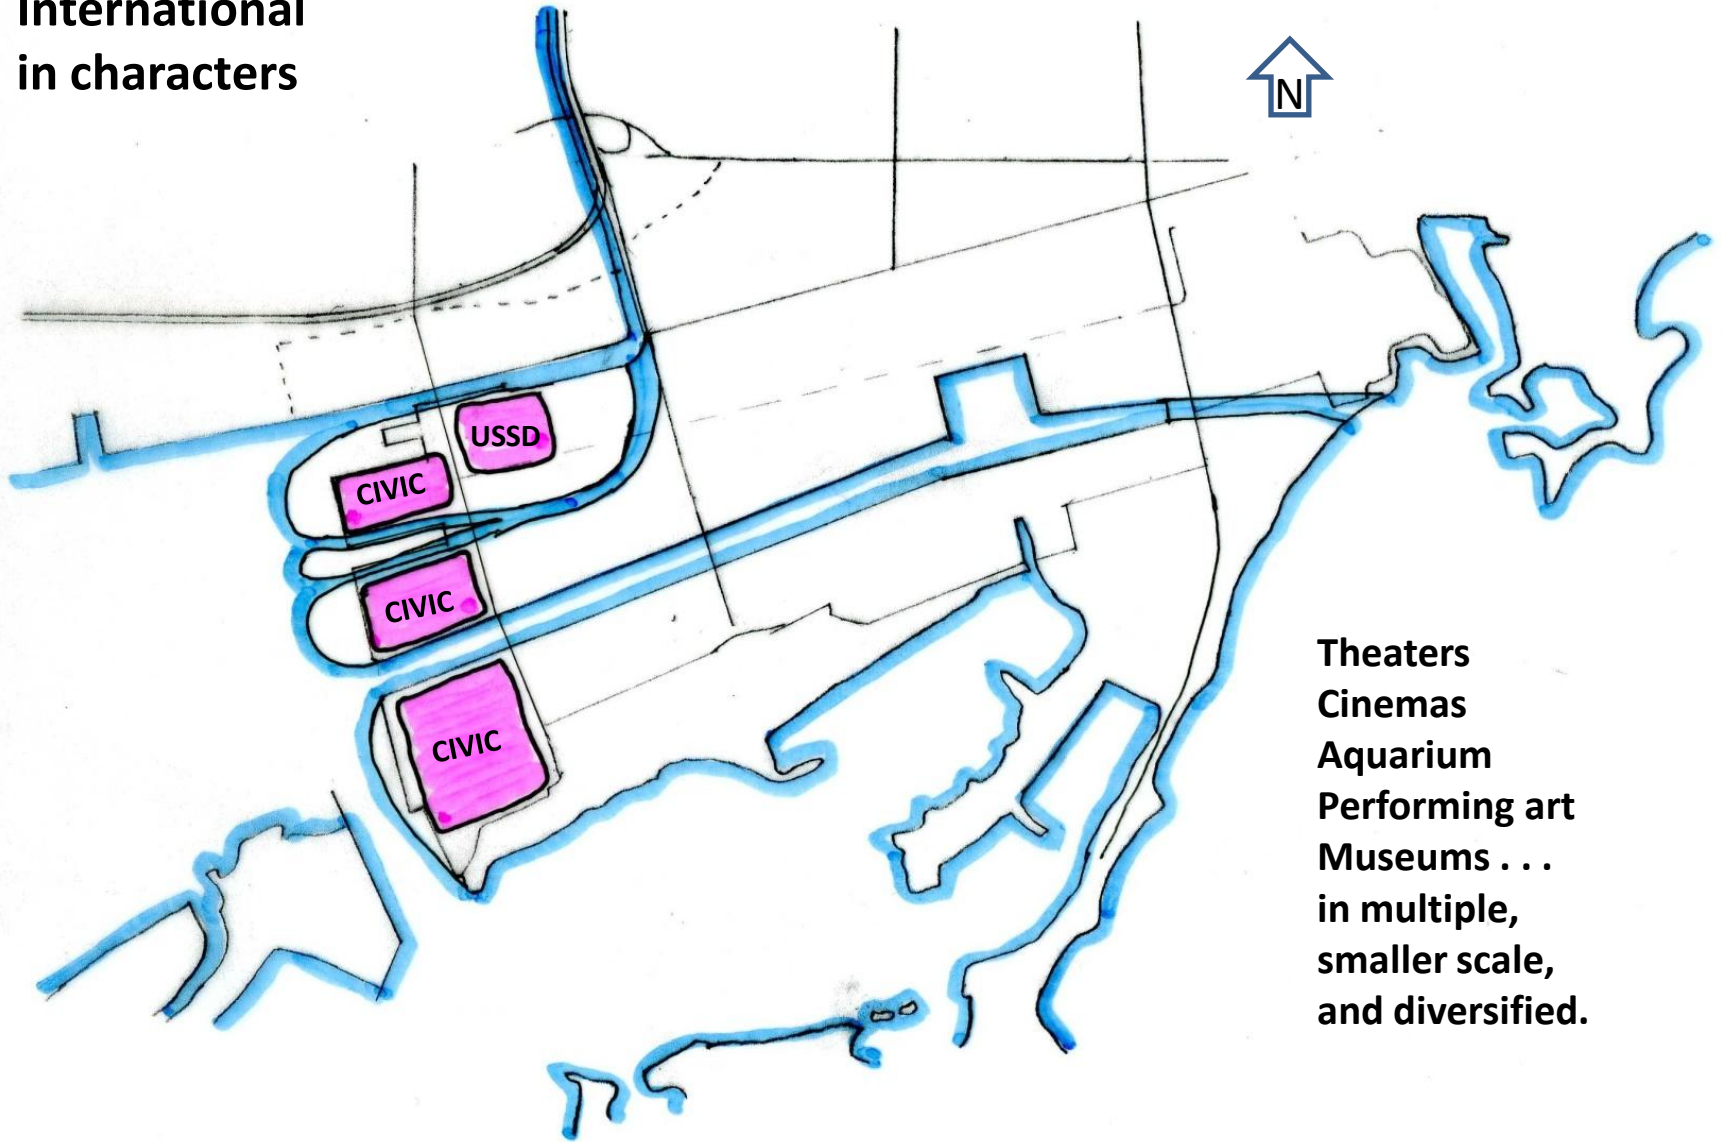 International
in characters
N
USSD
CIVIC
CIVIC
CIVIC
Theaters
Cinemas
Aquarium
Performing art
Museums . . .
in multiple,
smaller scale,
and diversified.